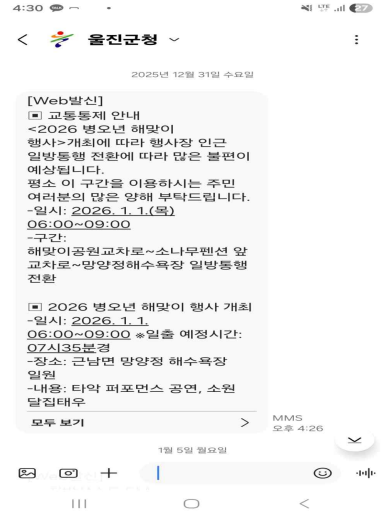 4:30
LTE
27
울진군청
2025년 12월 31일 수요일
[Web발신]
▣ 교통통제 안내
<2026 병오년 해맞이
행사>개최에 따라 행사장 인근
일방통행 전환에 따라 많은 불편이
예상됩니다.
평소 이 구간을 이용하시는 주민
여러분의 많은 양해 부탁드립니다.
-일시: 2026. 1. 1.(목)
06:00~09:00
-구간:
해맞이공원교차로~소나무펜션 앞
교차로~망양정해수욕장 일방통행
전환
▣ 2026 병오년 해맞이 행사 개최
-일시: 2026. 1. 1.
06:00~09:00 ※일출 예정시간:
07시35분경
-장소: 근남면 망양정 해수욕장
일원
-내용: 타악 퍼포먼스 공연, 소원
달집태우
모두 보기
MMS
오후 4:26
1월 5일 월요일